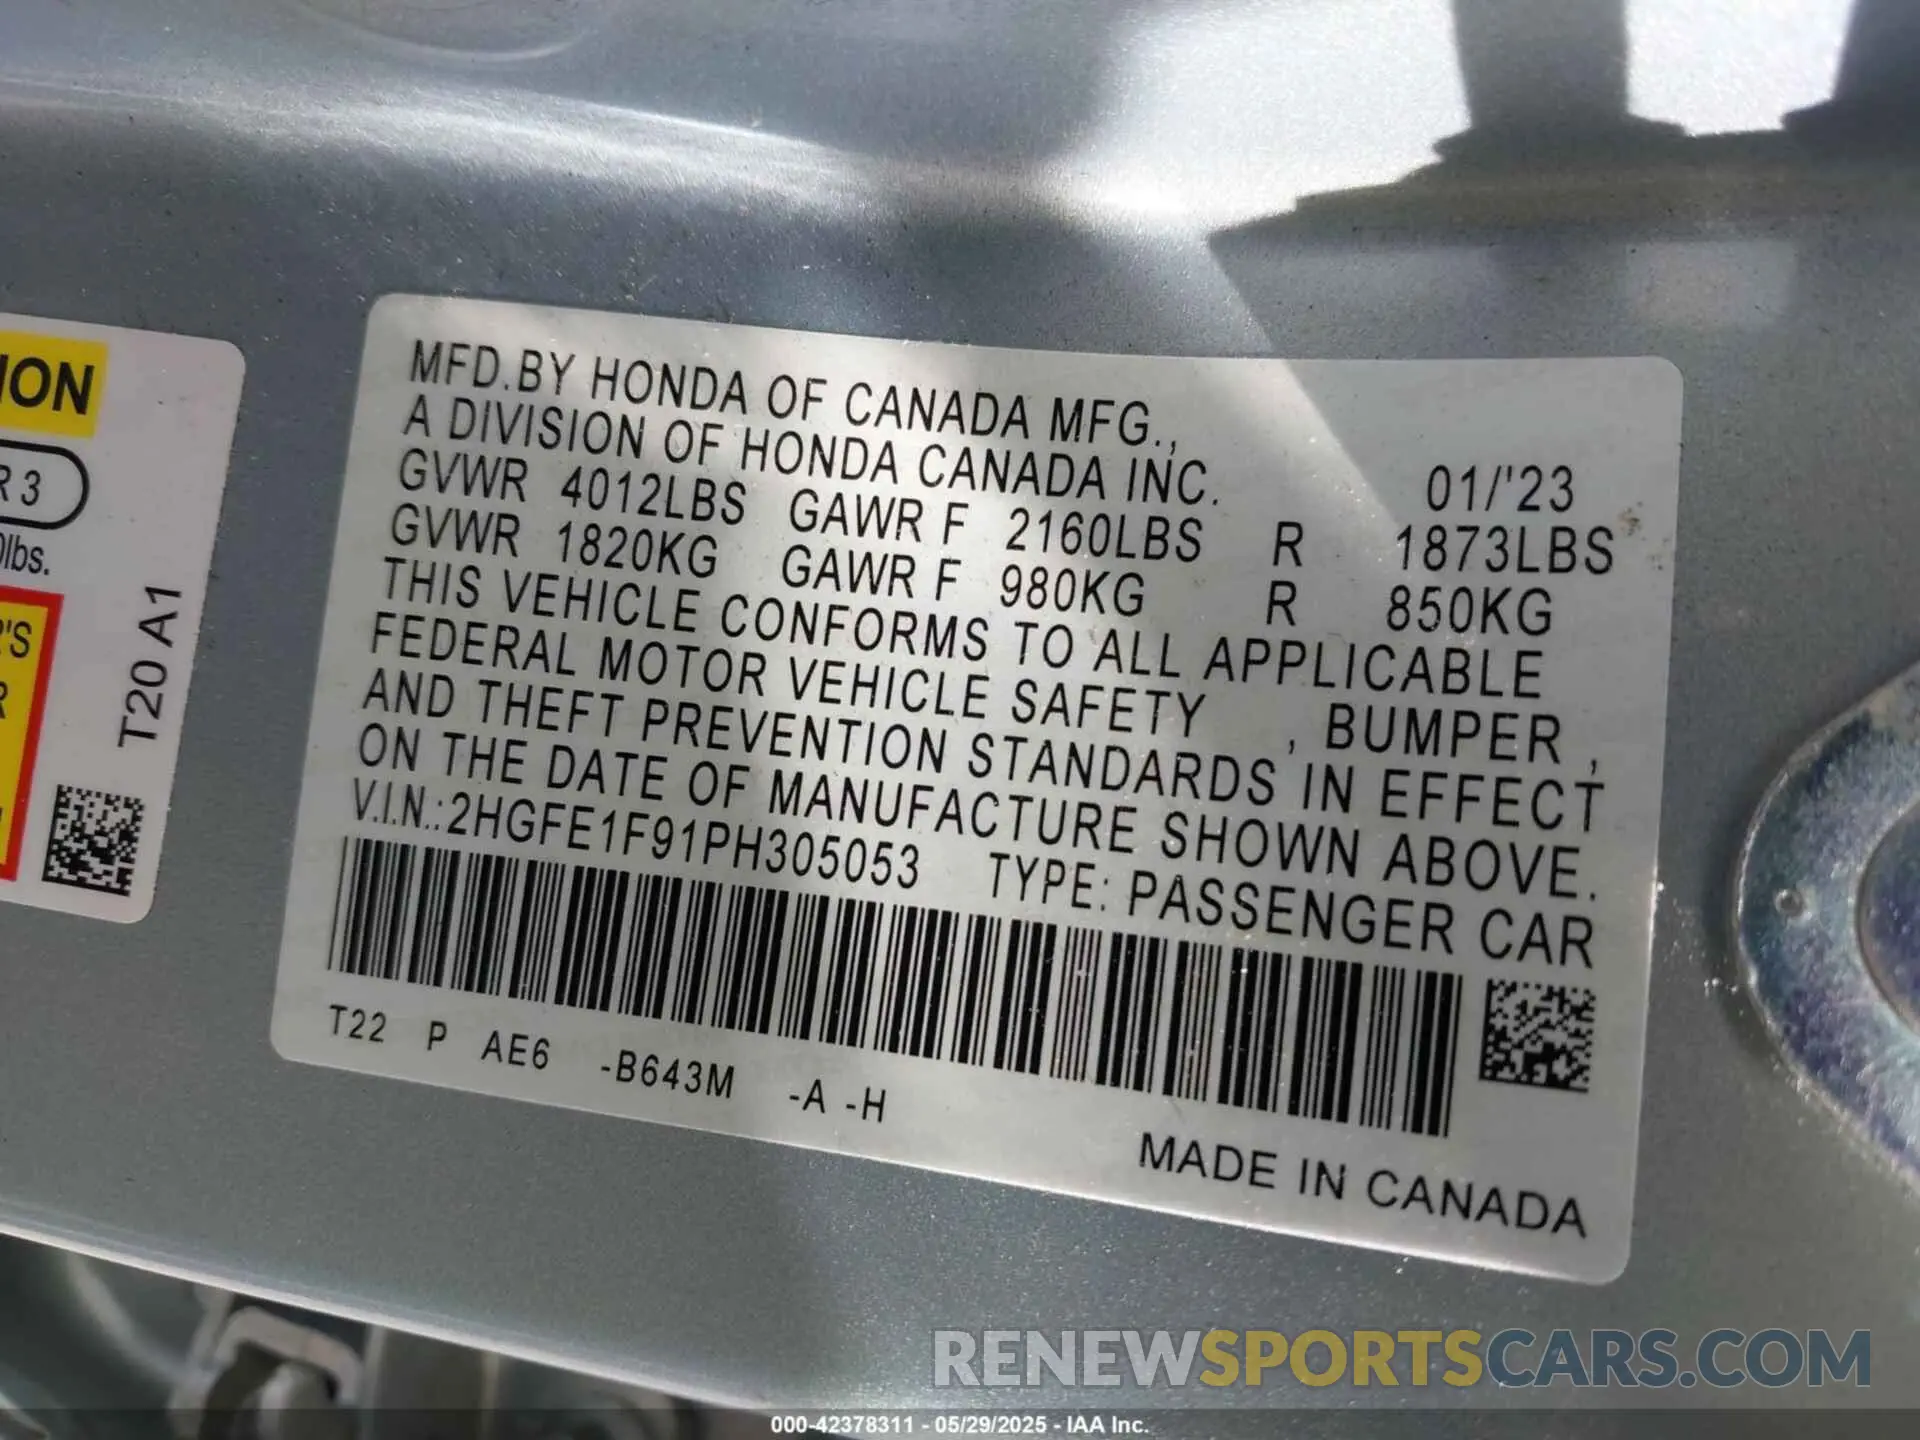 ION
R 3
0lbs.
'S
R
T20 A1
MFD.BY HONDA OF CANADA MFG.,
A DIVISION OF HONDA CANADA INC. 01/'23
GVWR 4012LBS GAWR F 2160LBS R 1873LBS
GVWR 1820KG GAWR F 980KG R 850KG
THIS VEHICLE CONFORMS TO ALL APPLICABLE
FEDERAL MOTOR VEHICLE SAFETY , BUMPER ,
AND THEFT PREVENTION STANDARDS IN EFFECT
ON THE DATE OF MANUFACTURE SHOWN ABOVE.
V.I.N.:2HGFE1F91PH305053 TYPE: PASSENGER CAR
T22 P AE6 -B643M -A -H
MADE IN CANADA
RENEWSPORTSCARS.COM
000-42378311 - 05/29/2025 - IAA Inc.